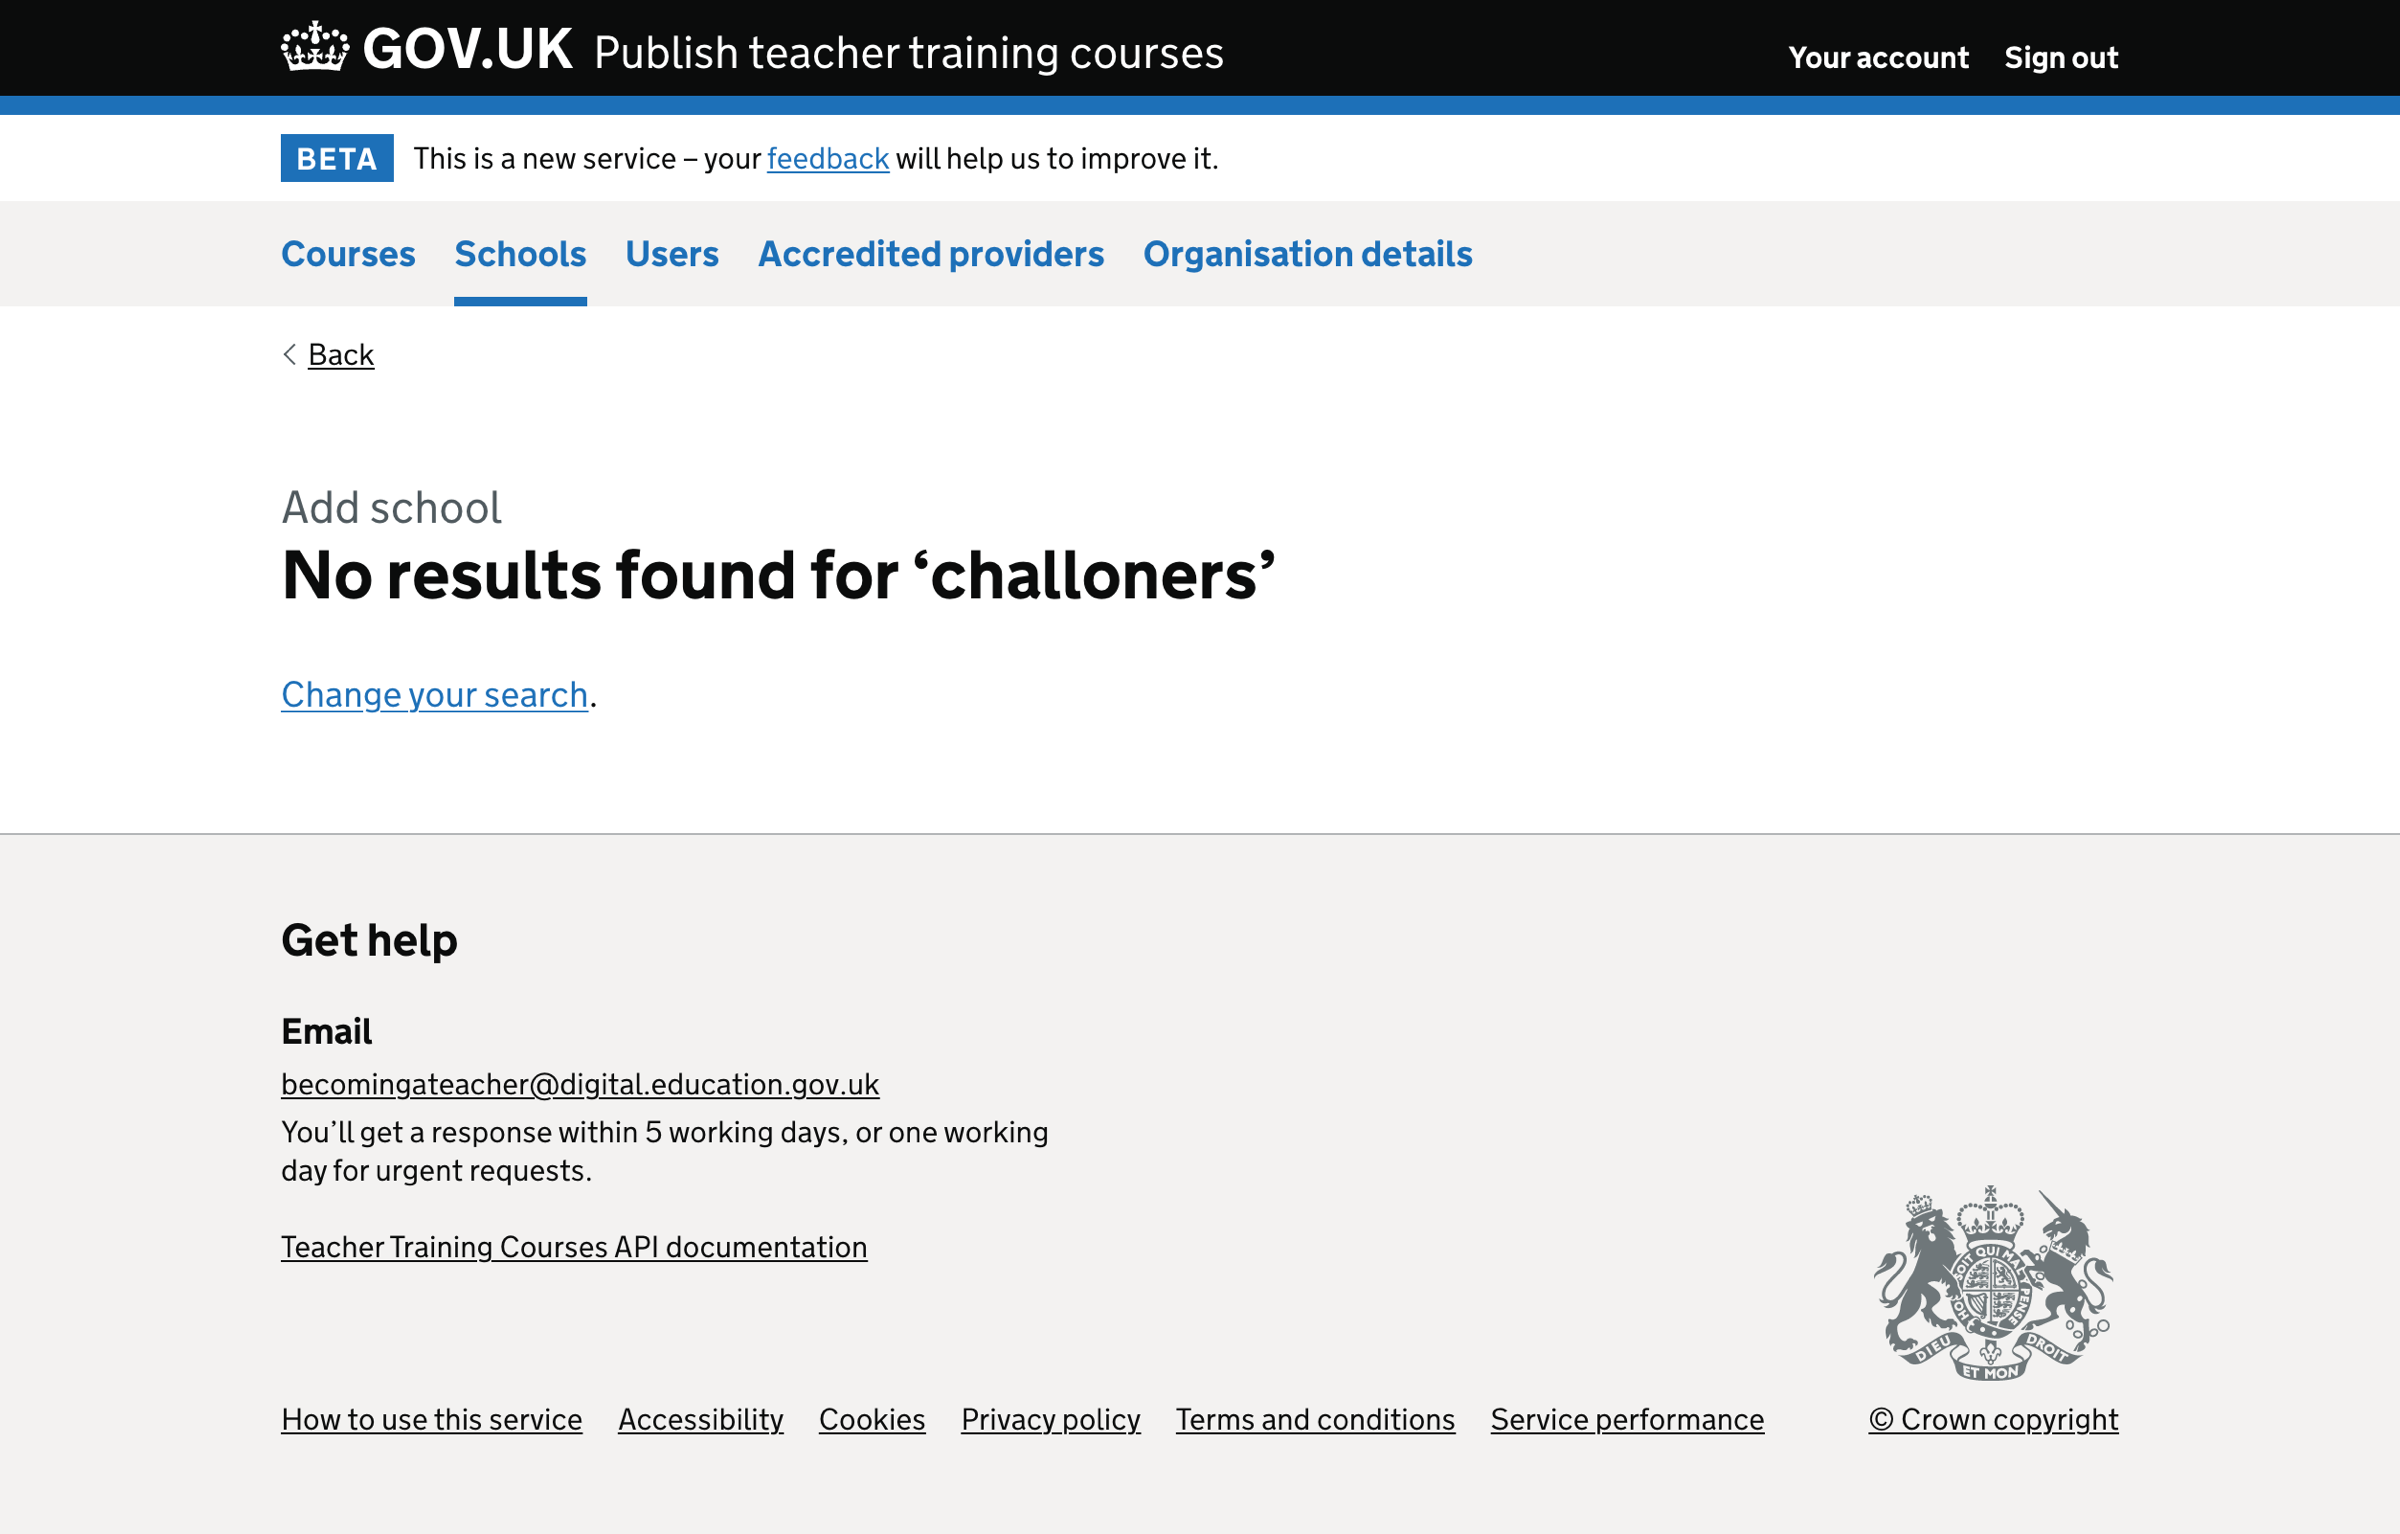 GOV.UK Publish teacher training courses Your account Sign out
BETA This is a new service – your feedback will help us to improve it.
Courses Schools Users Accredited providers Organisation details
Back
Add school
No results found for ‘challoners’
Change your search.
Get help
Email
becomingateacher@digital.education.gov.uk
You’ll get a response within 5 working days, or one working
day for urgent requests.
Teacher Training Courses API documentation
SOIT QUI MAL PENSE
DIEU ET MON DROIT
How to use this service Accessibility Cookies Privacy policy Terms and conditions Service performance © Crown copyright